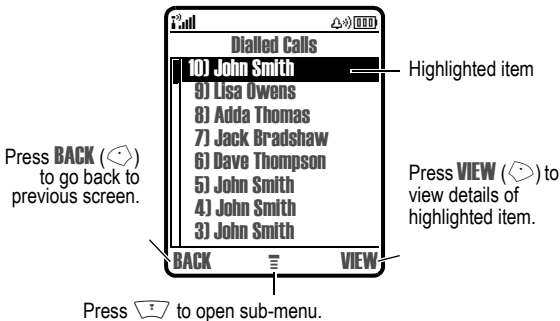 Dialled Calls
10) John Smith
9) Lisa Owens
8) Adda Thomas
7) Jack Bradshaw
6) Dave Thompson
5) John Smith
4) John Smith
3) John Smith
BACK VIEW
Highlighted item
Press BACK ( )
to go back to
previous screen.
Press VIEW ( ) to
view details of
highlighted item.
Press to open sub-menu.